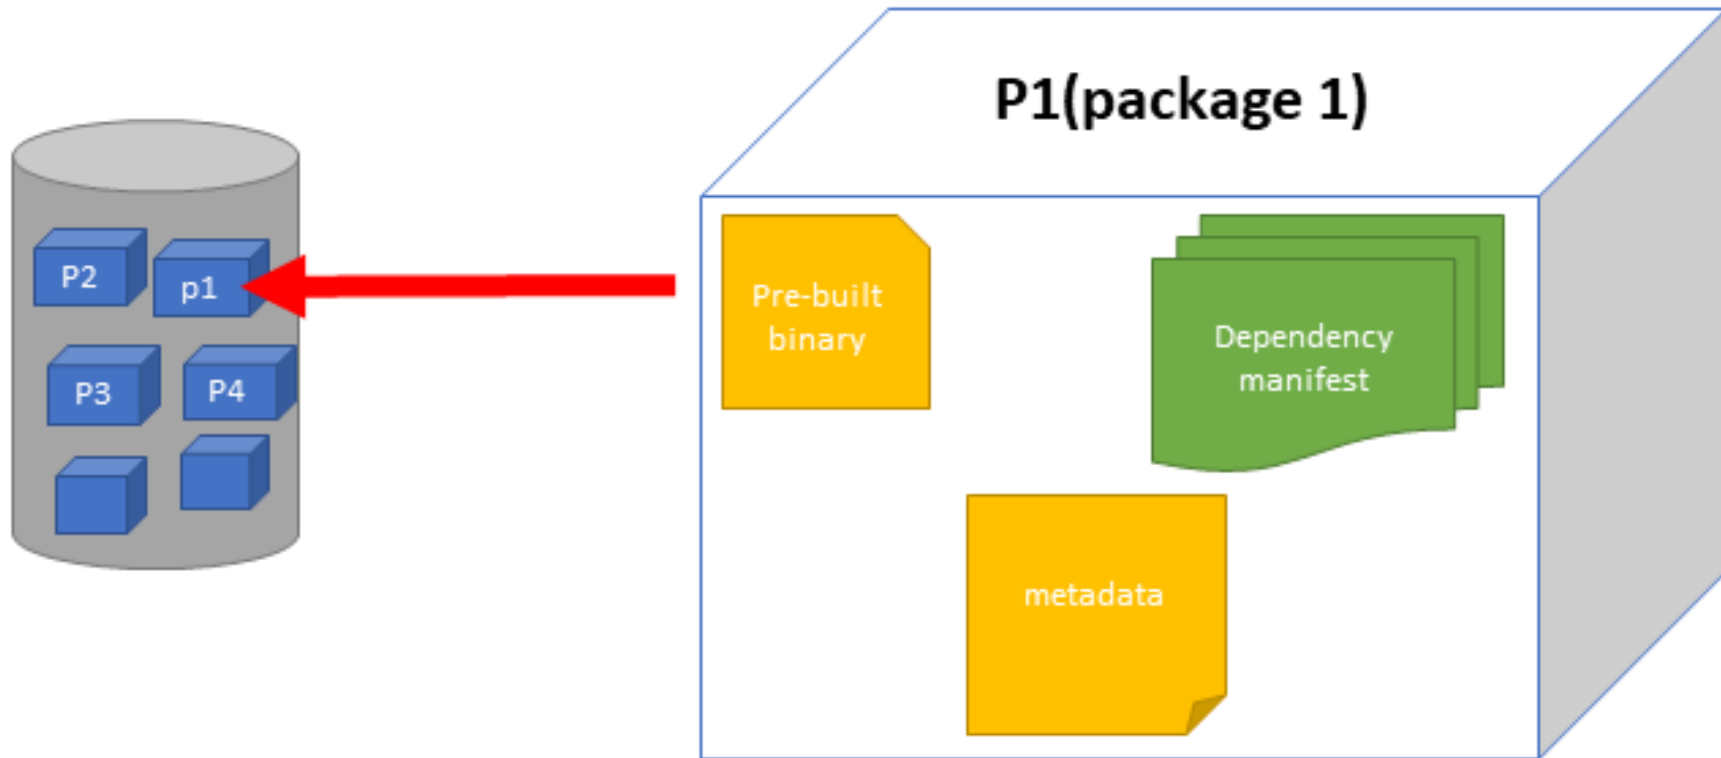 P1(package 1)
P2
p1
P3
P4
Pre-built
binary
Dependency
manifest
metadata